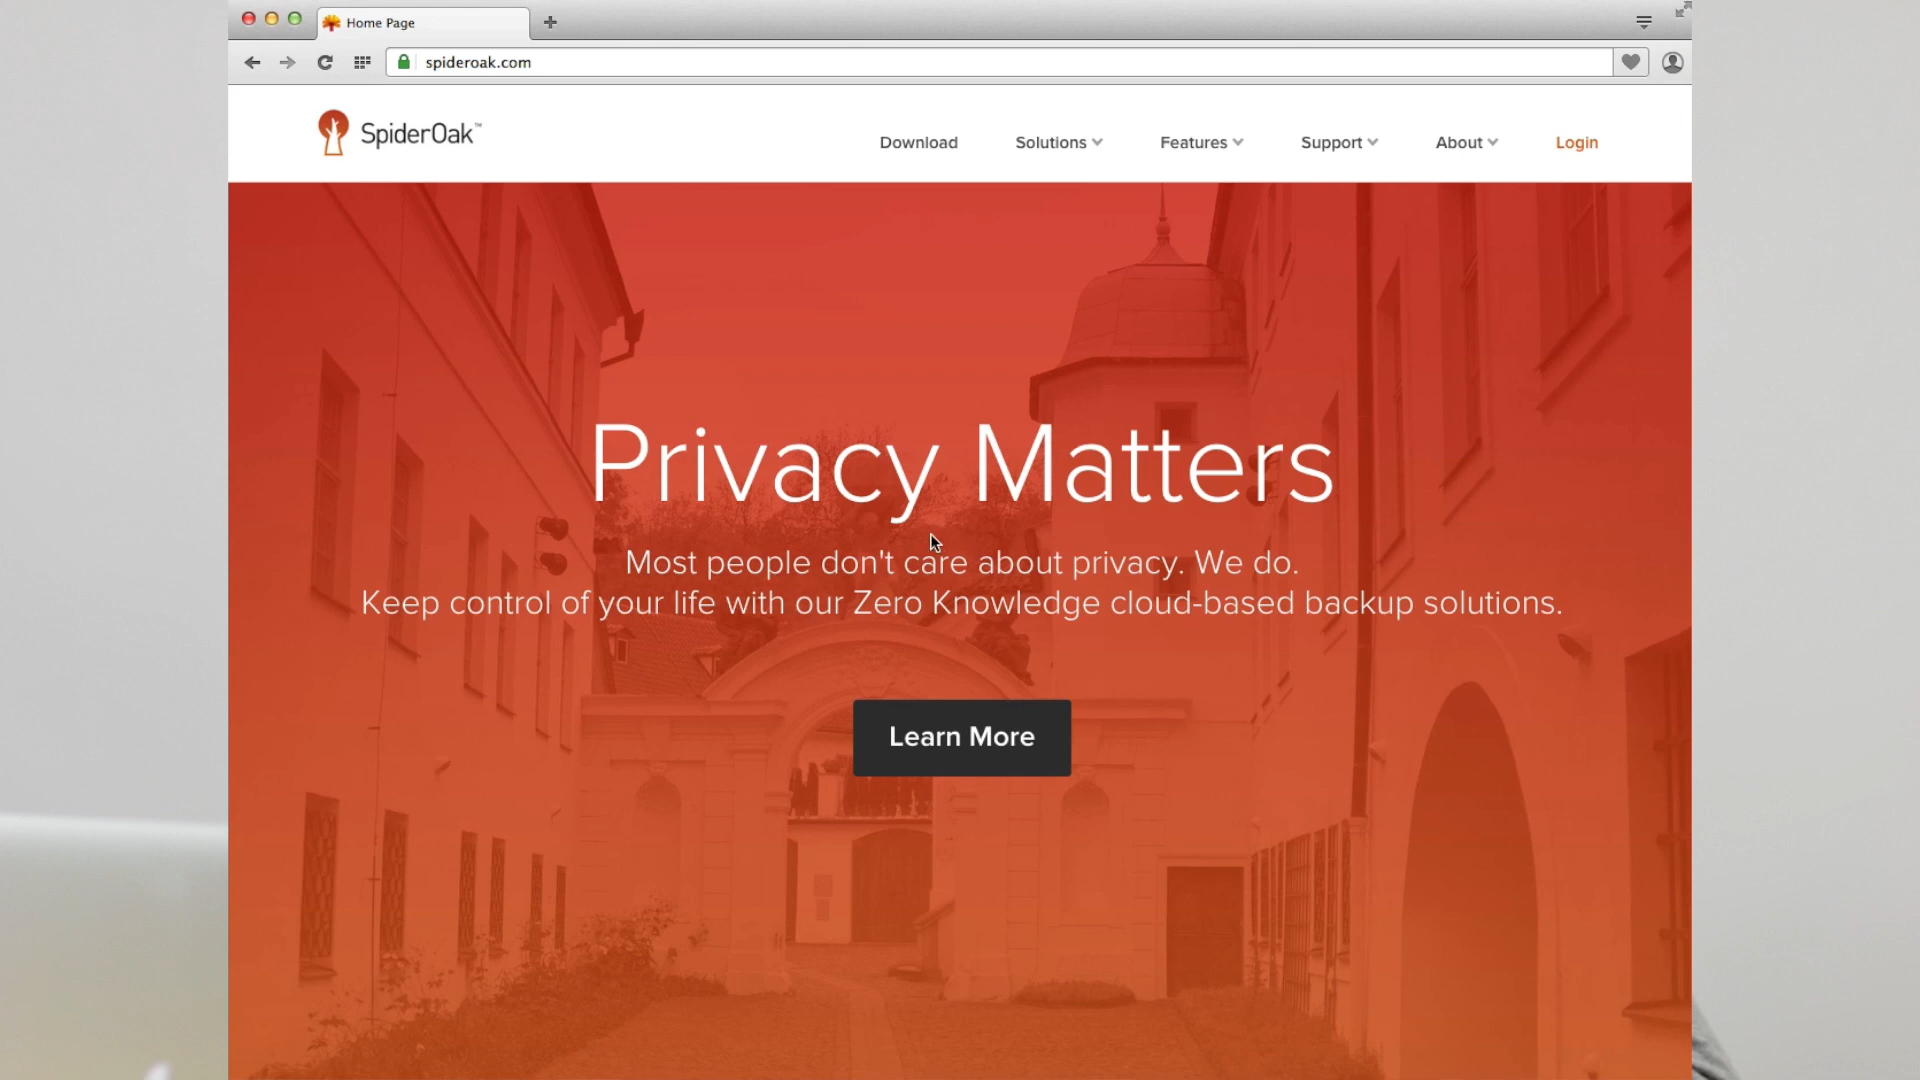 Home Page
spideroak.com
SpiderOak™
Download Solutions Features Support About Login
Privacy Matters
Most people don't care about privacy. We do.
Keep control of your life with our Zero Knowledge cloud-based backup solutions.
Learn More